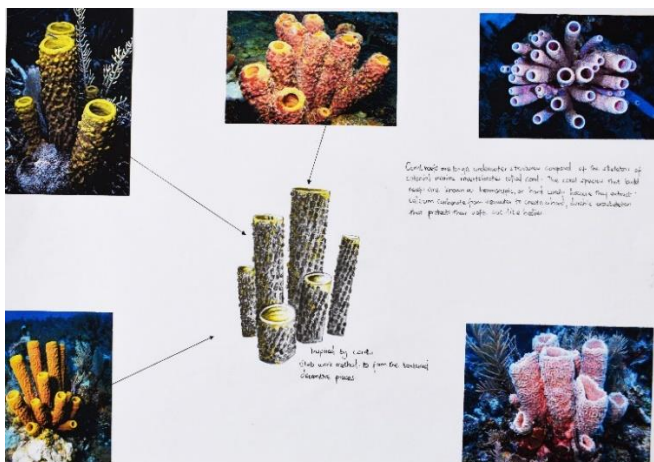 Coral reefs are large underwater structures composed of the skeletons of
colonial marine invertebrates called coral. The coral species that build
reefs are known as hermatypic, or hard corals because they extract
calcium carbonate from seawater to create a hard, durable exoskeleton
that protects their soft, sac-like bodies.
Inspired by corals
Slab work method to form the textural
decorative pieces